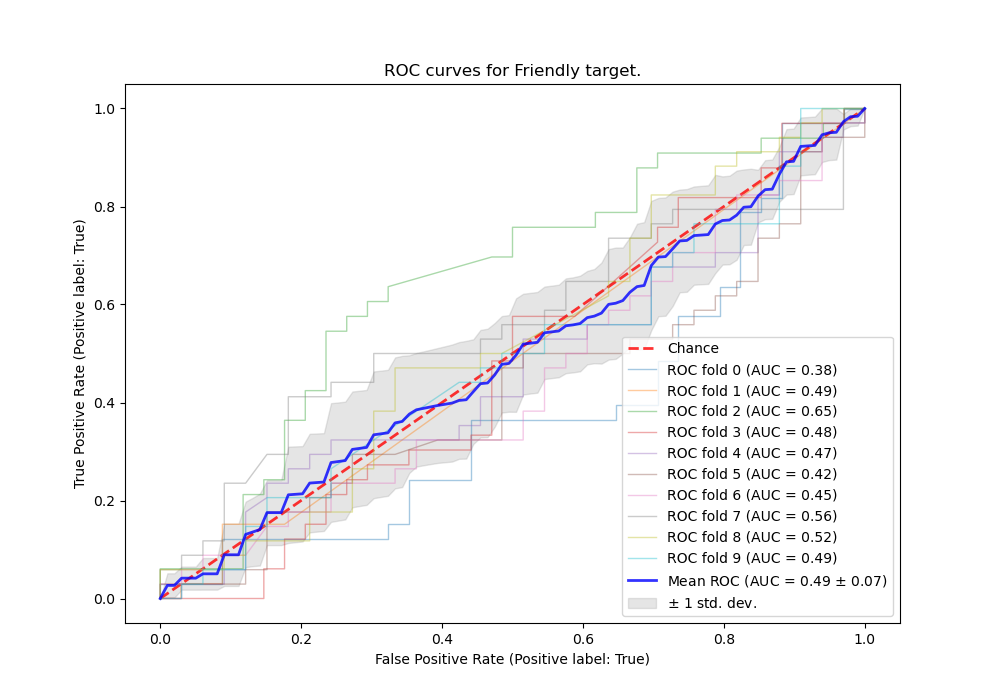 ROC curves for Friendly target.
True Positive Rate (Positive label: True)
1.0
0.8
0.6
0.4
0.2
0.0
Chance
ROC fold 0 (AUC = 0.38)
ROC fold 1 (AUC = 0.49)
ROC fold 2 (AUC = 0.65)
ROC fold 3 (AUC = 0.48)
ROC fold 4 (AUC = 0.47)
ROC fold 5 (AUC = 0.42)
ROC fold 6 (AUC = 0.45)
ROC fold 7 (AUC = 0.56)
ROC fold 8 (AUC = 0.52)
ROC fold 9 (AUC = 0.49)
Mean ROC (AUC = 0.49 ± 0.07)
± 1 std. dev.
0.0 0.2 0.4 0.6 0.8 1.0
False Positive Rate (Positive label: True)